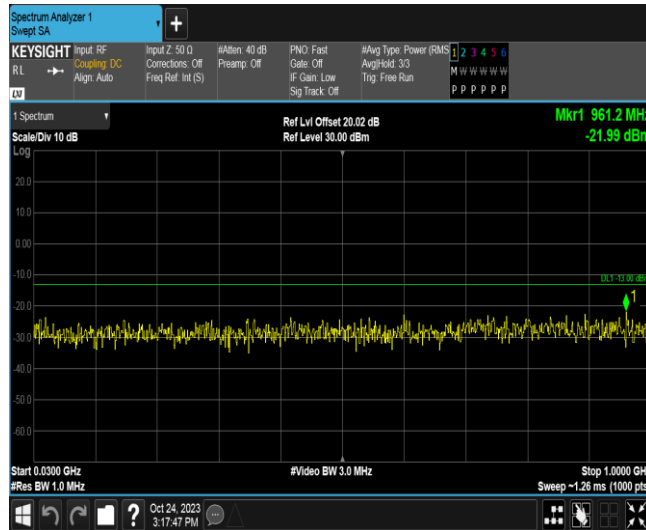 Spectrum Analyzer 1
Swept SA
+
KEYSIGHT
RL
LXI
Input: RF
Coupling: DC
Align: Auto
Input Z: 50 Ω
Corrections: Off
Freq Ref: Int (S)
#Atten: 40 dB
Preamp: Off
PNO: Fast
Gate: Off
IF Gain: Low
Sig Track: Off
#Avg Type: Power (RMS
Avg|Hold: 3/3
Trig: Free Run
1 2 3 4 5 6
M W W W W W
P P P P P P
1 Spectrum
Scale/Div 10 dB
Log
Ref Lvl Offset 20.02 dB
Ref Level 30.00 dBm
Mkr1 961.2 MHz
-21.99 dBm
20.0
10.0
0.00
-10.0
DL1 -13.00 dBm
1
-20.0
-30.0
-40.0
-50.0
-60.0
Start 0.0300 GHz
#Res BW 1.0 MHz
#Video BW 3.0 MHz
Stop 1.0000 GH
Sweep ~1.26 ms (1000 pts
?
Oct 24, 2023
3:17:47 PM